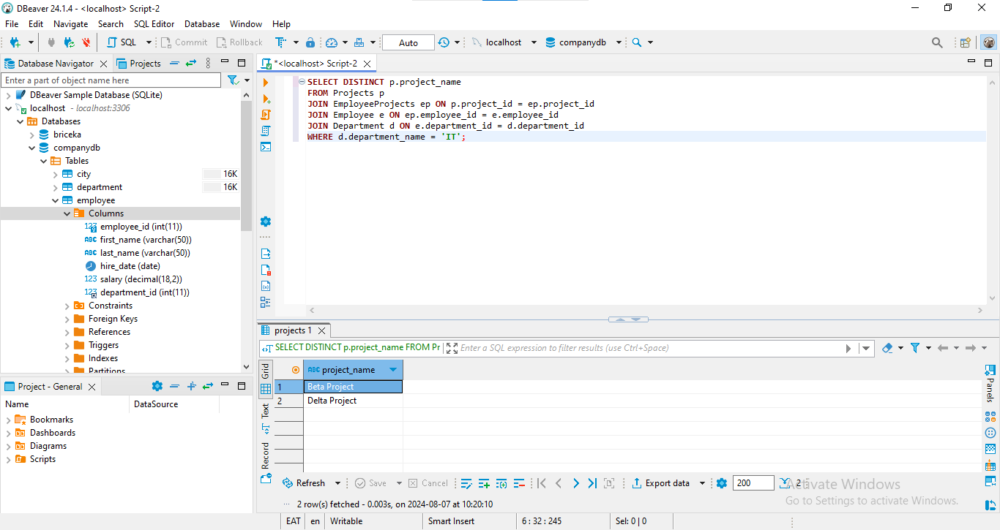 DBeaver 24.1.4 - <localhost> Script-2
File Edit Navigate Search SQL Editor Database Window Help
SQL Commit Rollback Auto localhost companydb
Database Navigator Projects
Enter a part of object name here
DBeaver Sample Database (SQLite)
localhost - localhost:3306
Databases
briceka
companydb
Tables
city 16K
department 16K
employee
Columns
employee_id (int(11))
ABC first_name (varchar(50))
ABC last_name (varchar(50))
hire_date (date)
123 salary (decimal(18,2))
department_id (int(11))
Constraints
Foreign Keys
References
Triggers
Indexes
Partitions
Project - General
Name DataSource
Bookmarks
Dashboards
Diagrams
Scripts
*<localhost> Script-2
SELECT DISTINCT p.project_name
FROM Projects p
JOIN EmployeeProjects ep ON p.project_id = ep.project_id
JOIN Employee e ON ep.employee_id = e.employee_id
JOIN Department d ON e.department_id = d.department_id
WHERE d.department_name = 'IT';
projects 1
SELECT DISTINCT p.project_name FROM Pr Enter a SQL expression to filter results (use Ctrl+Space)
Grid
Text
Record
ABC project_name
1 Beta Project
2 Delta Project
Panels
Refresh Save Cancel Export data 200 2
2 row(s) fetched - 0.003s, on 2024-08-07 at 10:20:10
Activate Windows
Go to Settings to activate Windows.
EAT en Writable Smart Insert 6 : 32 : 245 Sel: 0 | 0